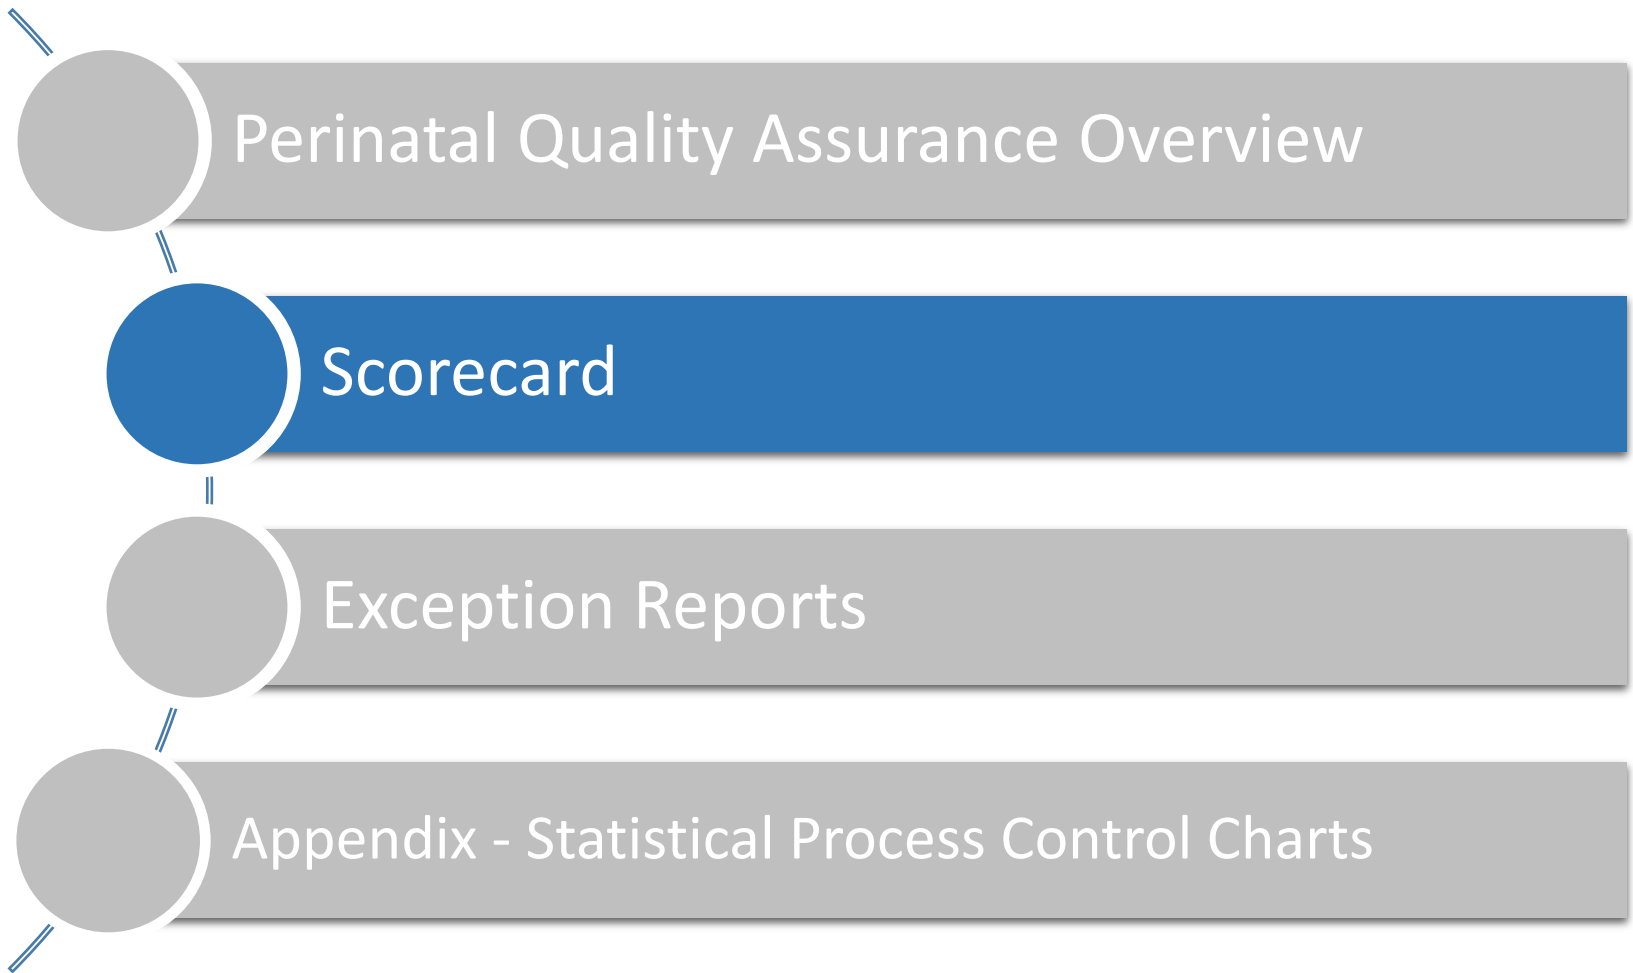 Perinatal Quality Assurance Overview
Scorecard
Exception Reports
Appendix - Statistical Process Control Charts